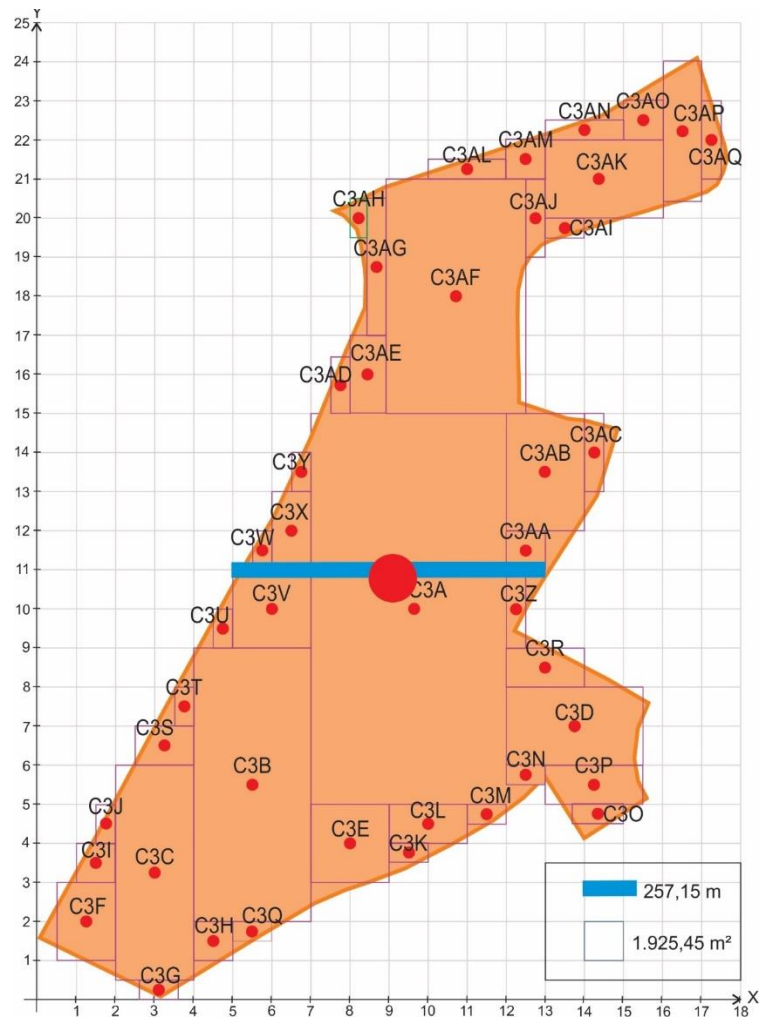 Y
25
24
23
22
21
20
19
18
17
16
15
14
13
12
11
10
9
8
7
6
5
4
3
2
1
C3AN C3AO C3AP
C3AM
C3AL
C3AK C3AQ
C3AH C3AJ
C3AI
C3AG
C3AF
C3AE
C3AD
C3AC
C3AB
C3Y
C3X
C3W C3AA
C3V C3A C3Z
C3U
C3R
C3T
C3D
C3S
C3B C3N C3P
C3J C3L C3M C3O
C3E
C3I C3C C3K
C3F C3H C3Q
C3G
257,15 m
1.925,45 m²
1 2 3 4 5 6 7 8 9 10 11 12 13 14 15 16 17 18 X